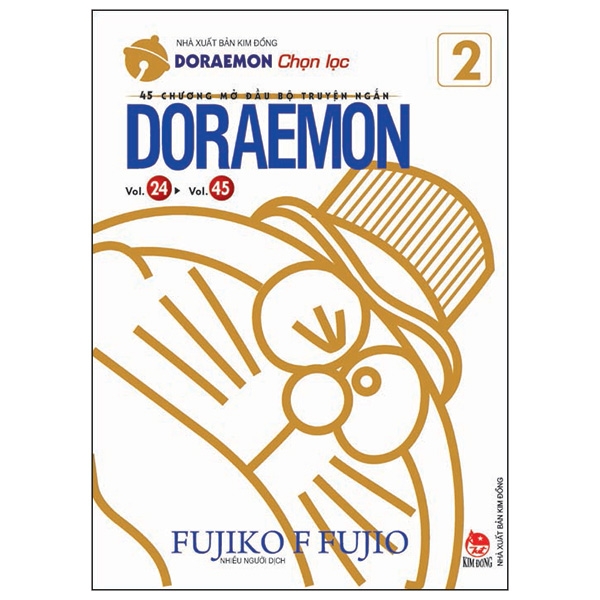 NHÀ XUẤT BẢN KIM ĐỒNG
DORAEMON Chọn lọc
2
45 CHƯƠNG MỞ ĐẦU BỘ TRUYỆN NGẮN
DORAEMON
Vol. 24 ▶ Vol. 45
FUJIKO F FUJIO
NHIỀU NGƯỜI DỊCH
KIM ĐỒNG
NHÀ XUẤT BẢN KIM ĐỒNG